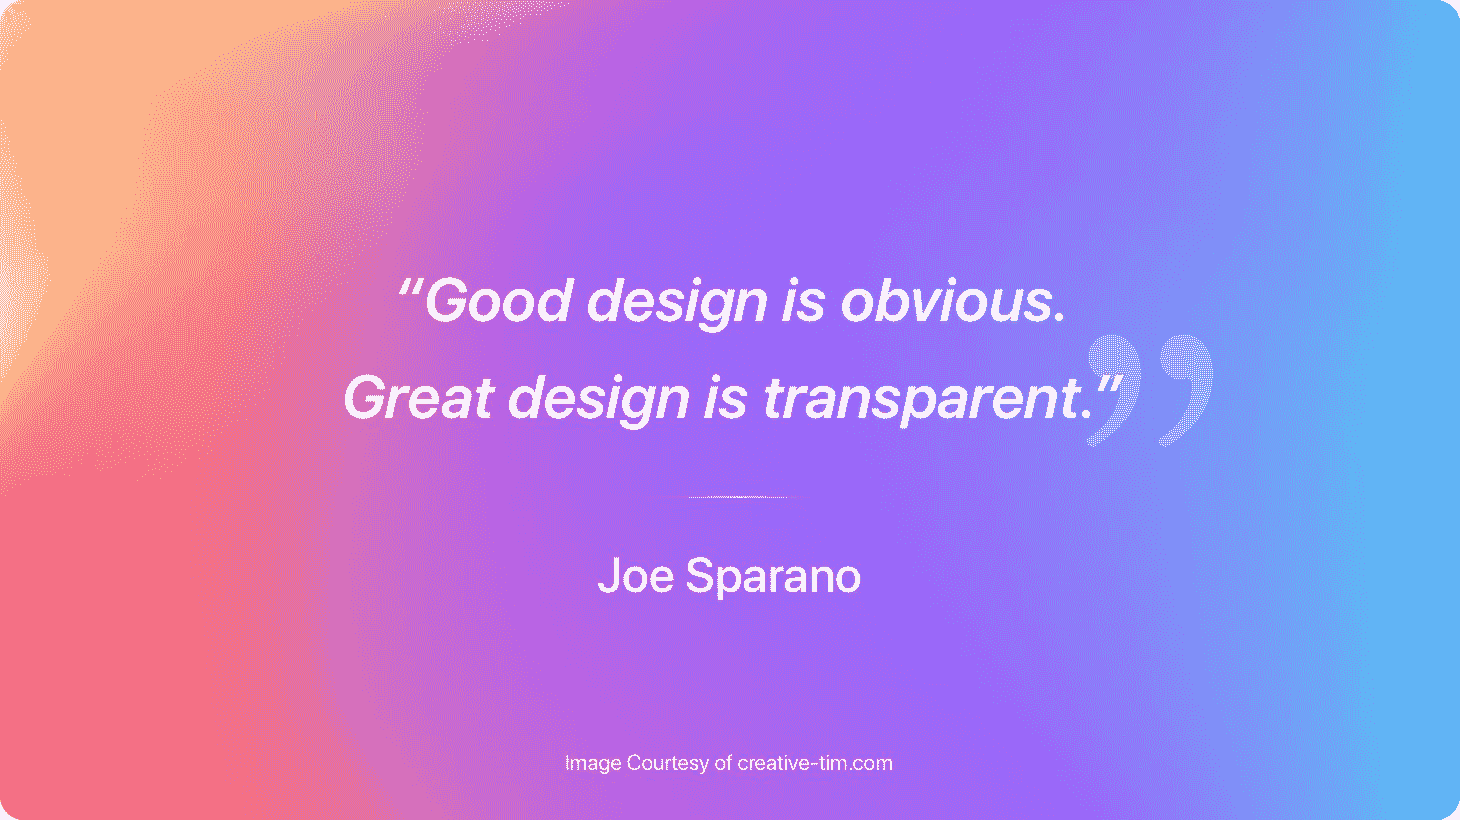 “Good design is obvious.
Great design is transparent.”
Joe Sparano
Image Courtesy of creative-tim.com